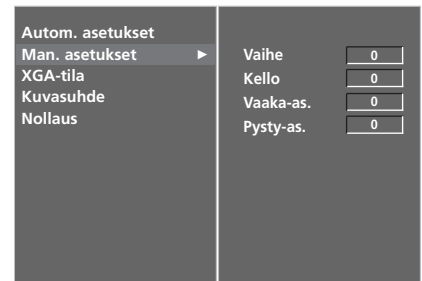 Autom. asetukset
Man. asetukset ►
XGA-tila
Kuvasuhde
Nollaus
Vaihe 0
Kello 0
Vaaka-as. 0
Pysty-as. 0